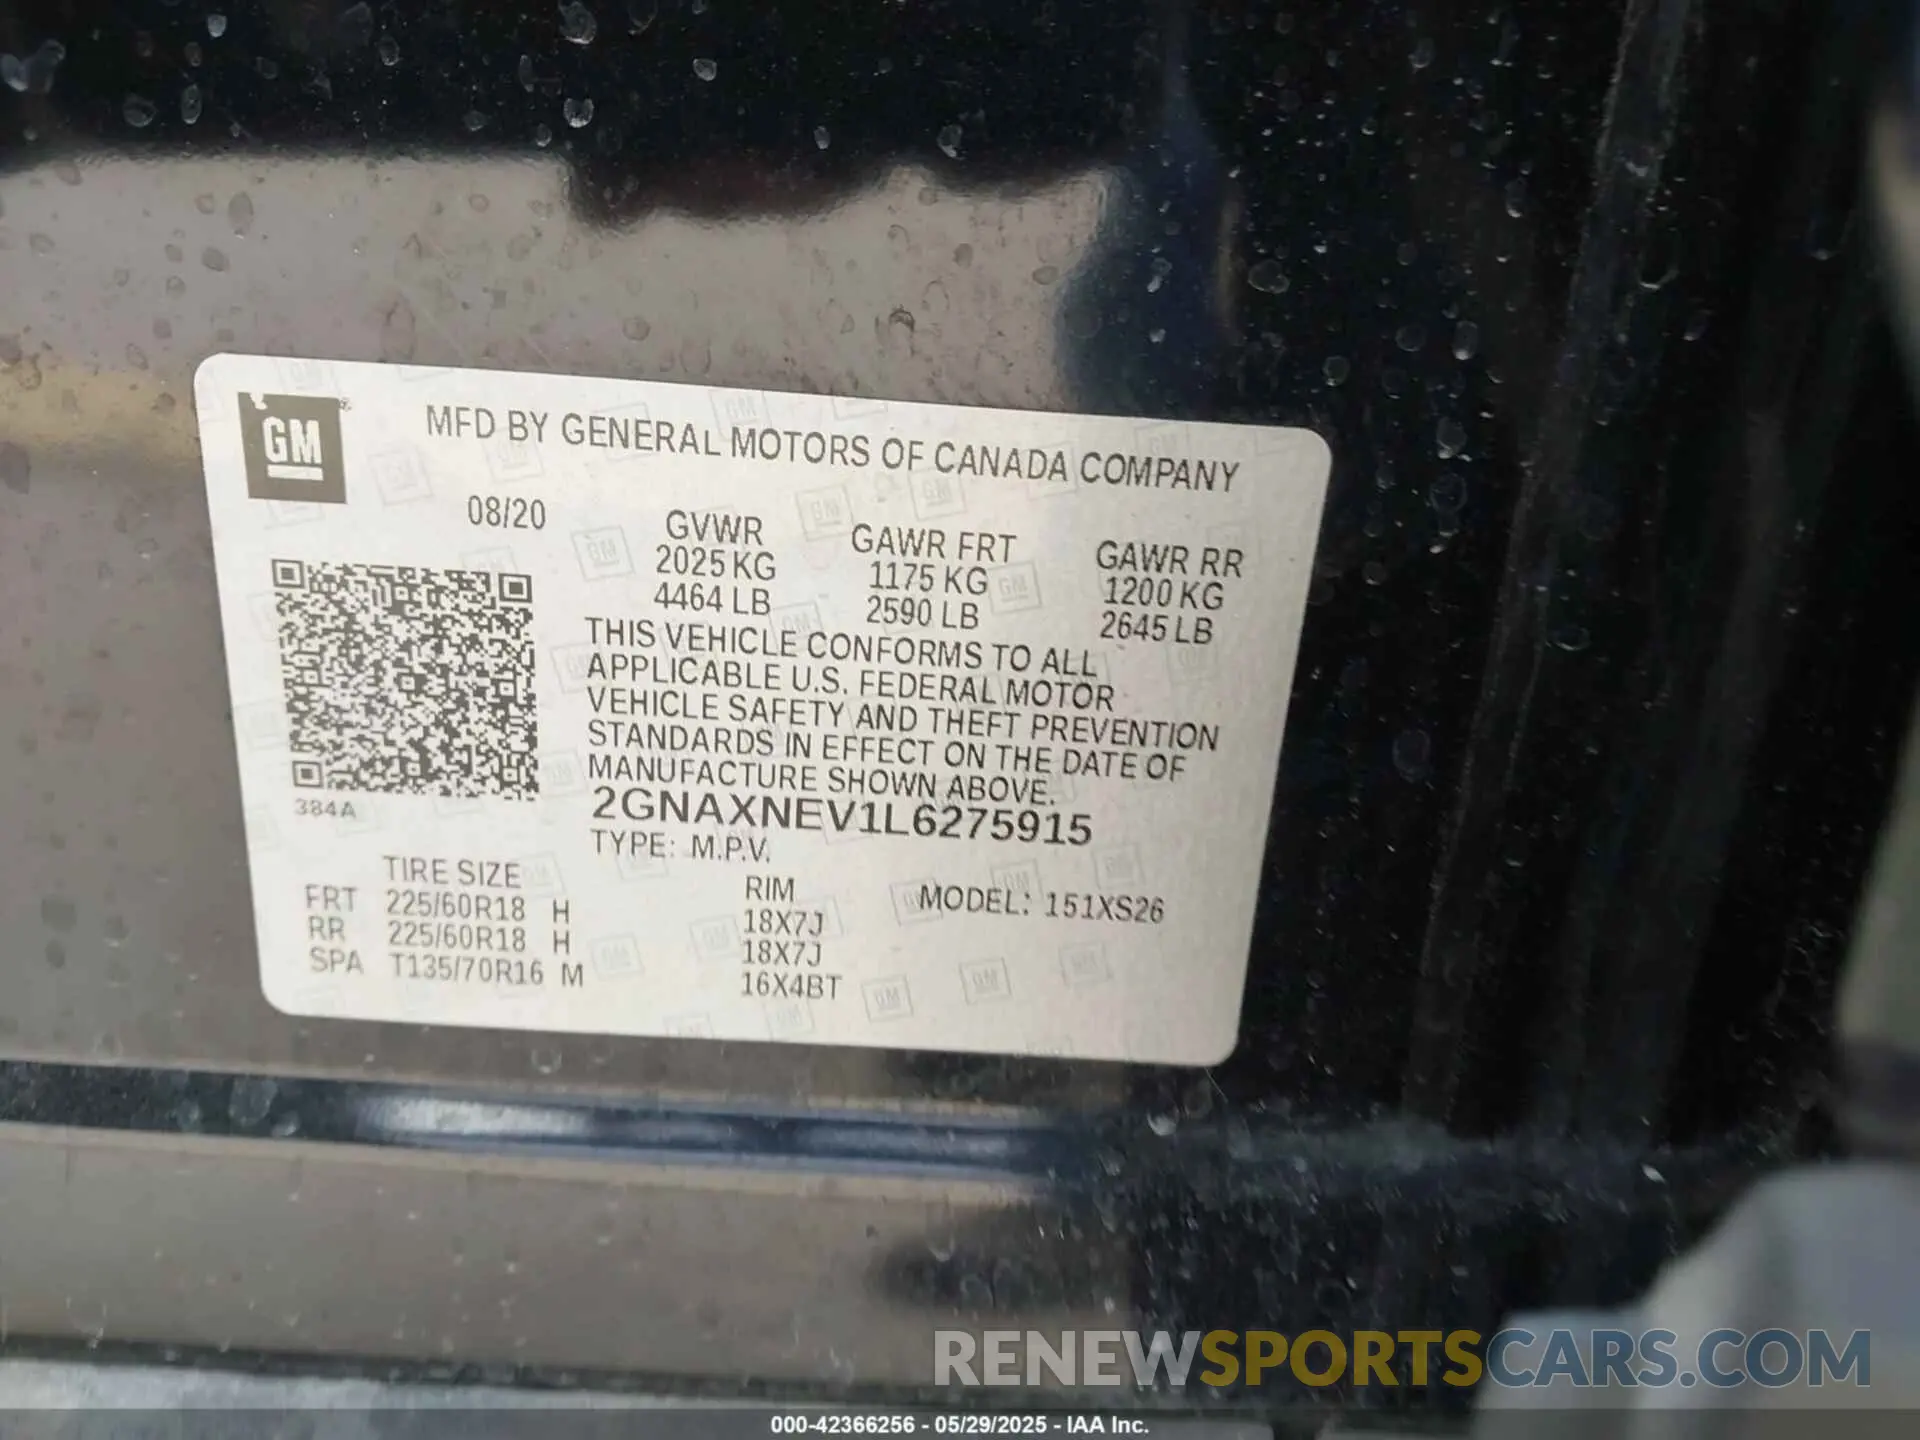 GM
MFD BY GENERAL MOTORS OF CANADA COMPANY
08/20
GVWR GAWR FRT GAWR RR
2025 KG 1175 KG 1200 KG
4464 LB 2590 LB 2645 LB
THIS VEHICLE CONFORMS TO ALL
APPLICABLE U.S. FEDERAL MOTOR
VEHICLE SAFETY AND THEFT PREVENTION
STANDARDS IN EFFECT ON THE DATE OF
MANUFACTURE SHOWN ABOVE.
384A
2GNAXNEV1L6275915
TYPE: M.P.V.
TIRE SIZE RIM MODEL: 151XS26
FRT 225/60R18 H 18X7J
RR 225/60R18 H 18X7J
SPA T135/70R16 M 16X4BT
RENEWSPORTSCARS.COM
000-42366256 - 05/29/2025 - IAA Inc.